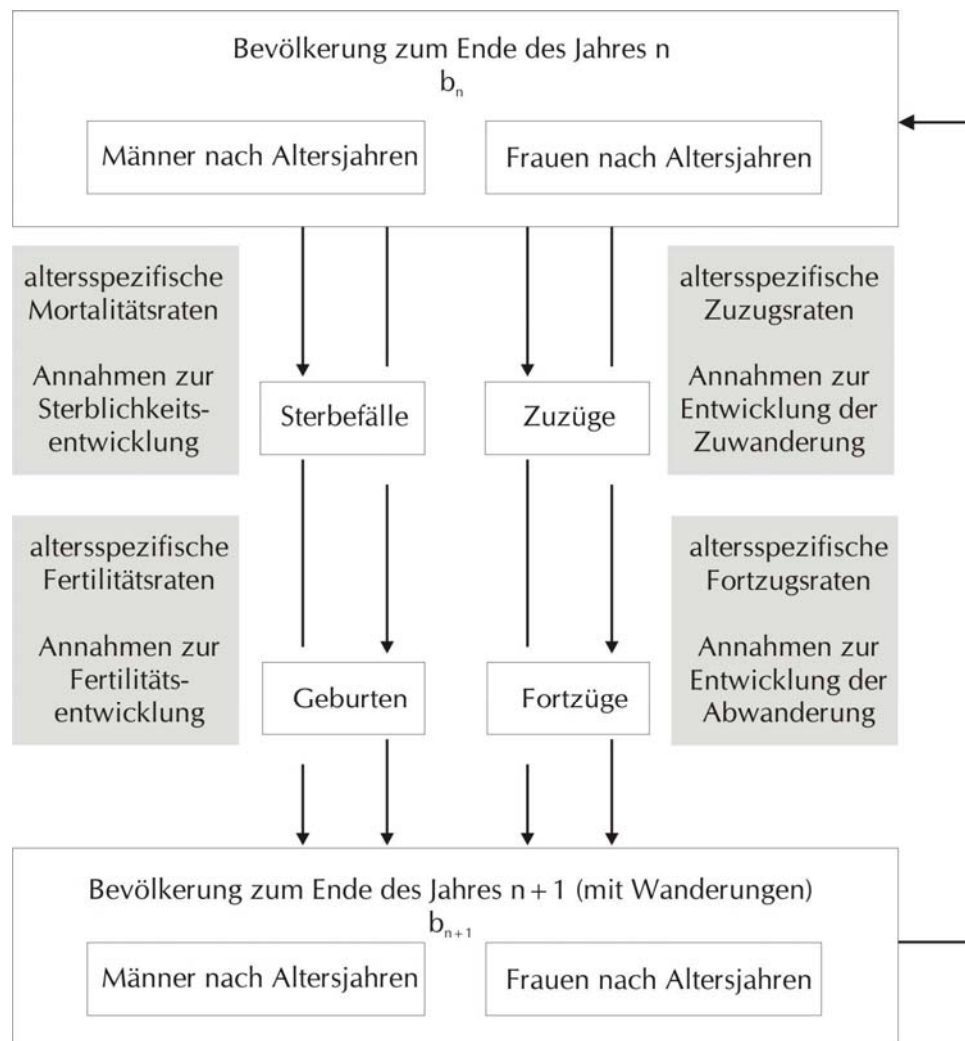 Bevölkerung zum Ende des Jahres n
bₙ
Männer nach Altersjahren
Frauen nach Altersjahren
altersspezifische
Mortalitätsraten
Annahmen zur
Sterblichkeits-
entwicklung
Sterbefälle
Zuzüge
altersspezifische
Zuzugsraten
Annahmen zur
Entwicklung der
Zuwanderung
altersspezifische
Fertilitätsraten
Annahmen zur
Fertilitäts-
entwicklung
Geburten
Fortzüge
altersspezifische
Fortzugsraten
Annahmen zur
Entwicklung der
Abwanderung
Bevölkerung zum Ende des Jahres n + 1 (mit Wanderungen)
bₙ₊₁
Männer nach Altersjahren
Frauen nach Altersjahren